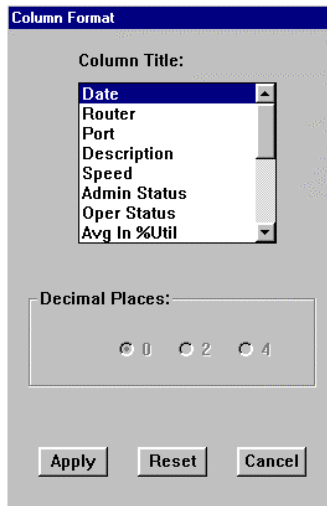 Column Format
Column Title:
Date
Router
Port
Description
Speed
Admin Status
Oper Status
Avg In %Util
Decimal Places:
0 2 4
Apply Reset Cancel